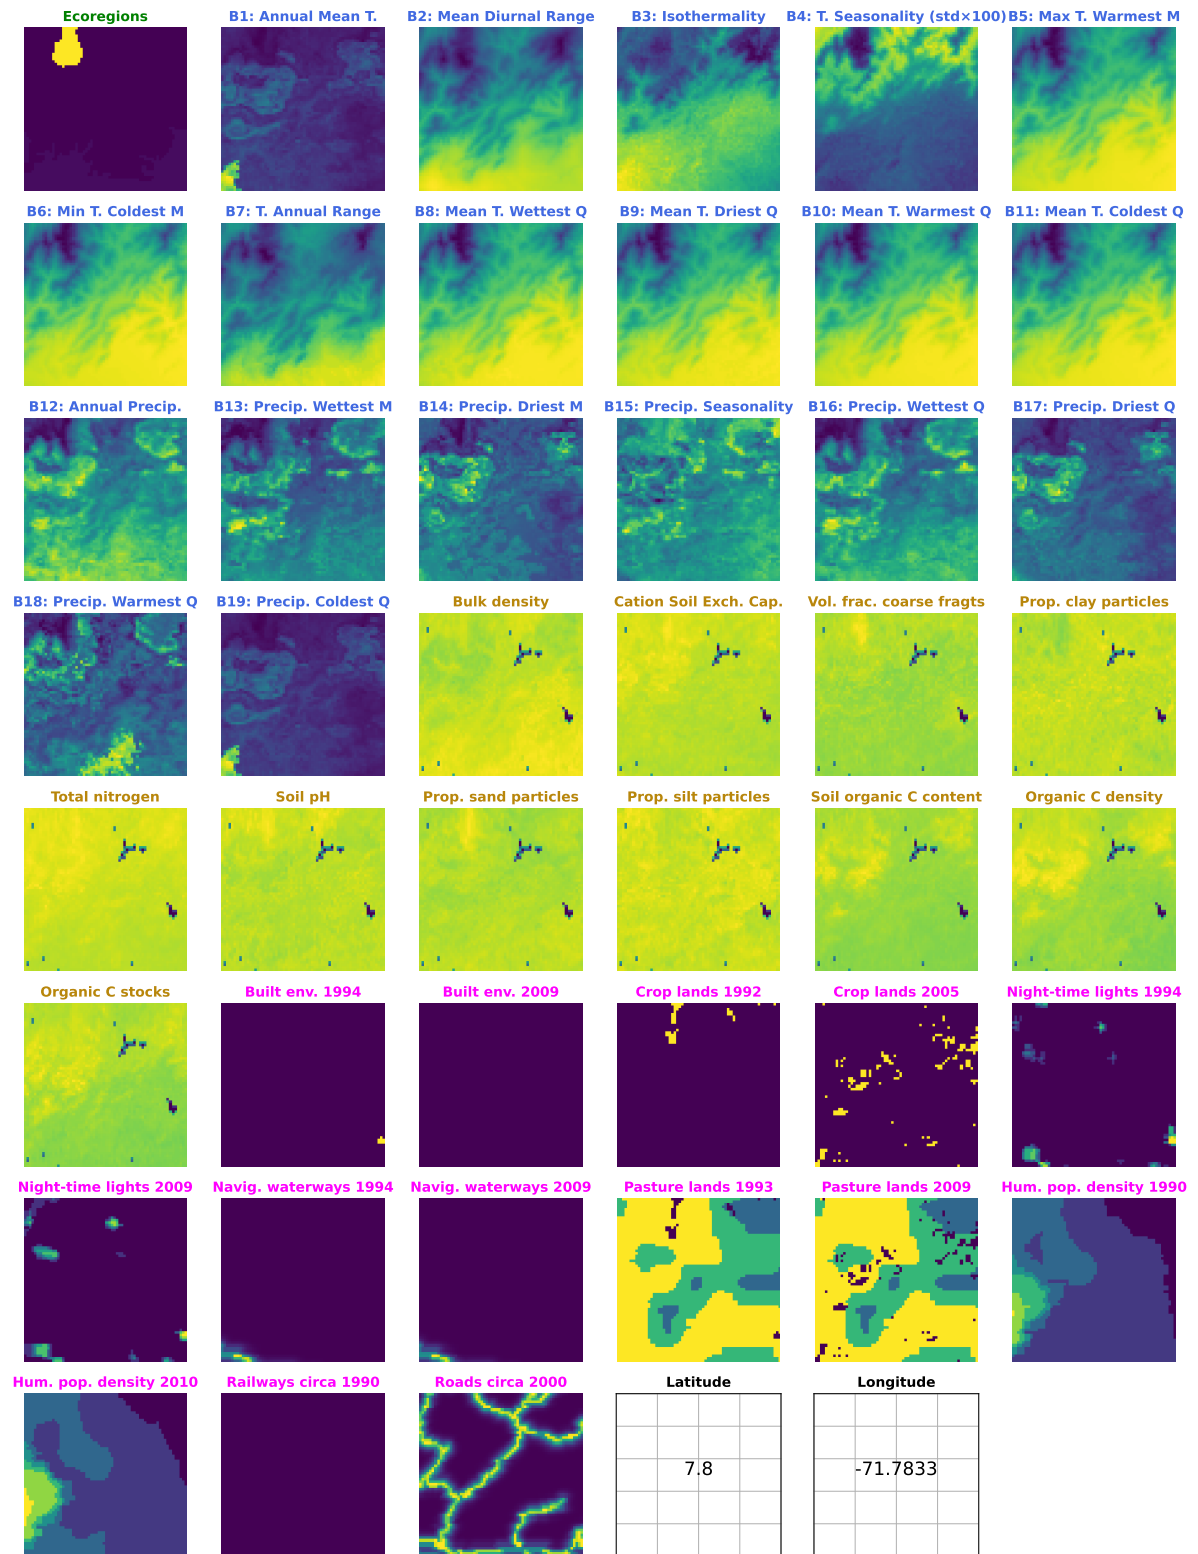 Ecoregions
B1: Annual Mean T.
B2: Mean Diurnal Range
B3: Isothermality
B4: T. Seasonality (std×100)
B5: Max T. Warmest M
B6: Min T. Coldest M
B7: T. Annual Range
B8: Mean T. Wettest Q
B9: Mean T. Driest Q
B10: Mean T. Warmest Q
B11: Mean T. Coldest Q
B12: Annual Precip.
B13: Precip. Wettest M
B14: Precip. Driest M
B15: Precip. Seasonality
B16: Precip. Wettest Q
B17: Precip. Driest Q
B18: Precip. Warmest Q
B19: Precip. Coldest Q
Bulk density
Cation Soil Exch. Cap.
Vol. frac. coarse fragts
Prop. clay particles
Total nitrogen
Soil pH
Prop. sand particles
Prop. silt particles
Soil organic C content
Organic C density
Organic C stocks
Built env. 1994
Built env. 2009
Crop lands 1992
Crop lands 2005
Night-time lights 1994
Night-time lights 2009
Navig. waterways 1994
Navig. waterways 2009
Pasture lands 1993
Pasture lands 2009
Hum. pop. density 1990
Hum. pop. density 2010
Railways circa 1990
Roads circa 2000
Latitude
Longitude
7.8
-71.7833